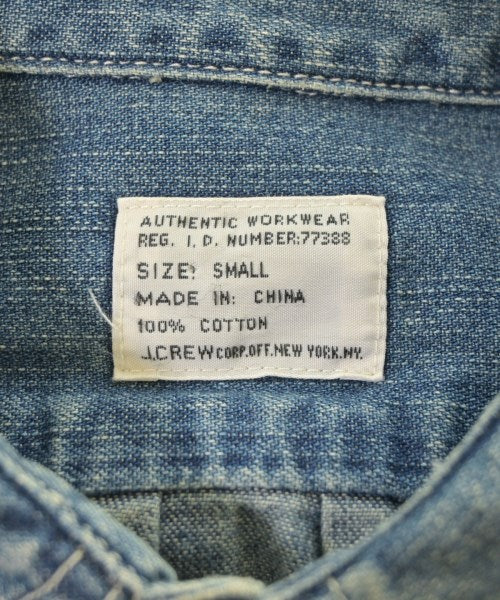 AUTHENTIC WORKWEAR
REG. I. D. NUMBER:77388
SIZE: SMALL
MADE IN: CHINA
100% COTTON
J.CREW CORP.OFF.NEW YORK.NY.